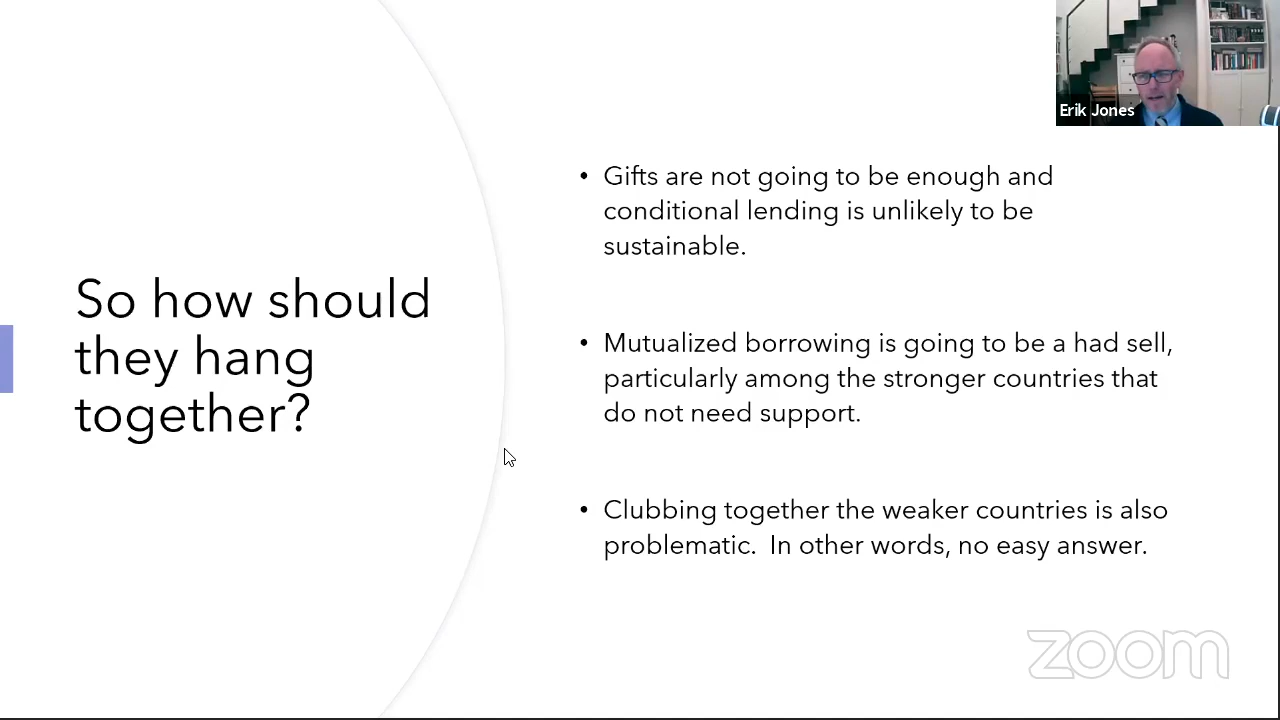 So how should
they hang
together?
• Gifts are not going to be enough and
conditional lending is unlikely to be
sustainable.
• Mutualized borrowing is going to be a had sell,
particularly among the stronger countries that
do not need support.
• Clubbing together the weaker countries is also
problematic.  In other words, no easy answer.
Erik Jones
zoom